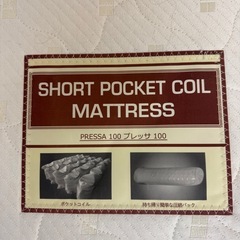 SHORT POCKET COIL
MATTRESS
PRESSA 100 プレッサ 100
ポケットコイル
持ち帰り簡単な圧縮パック